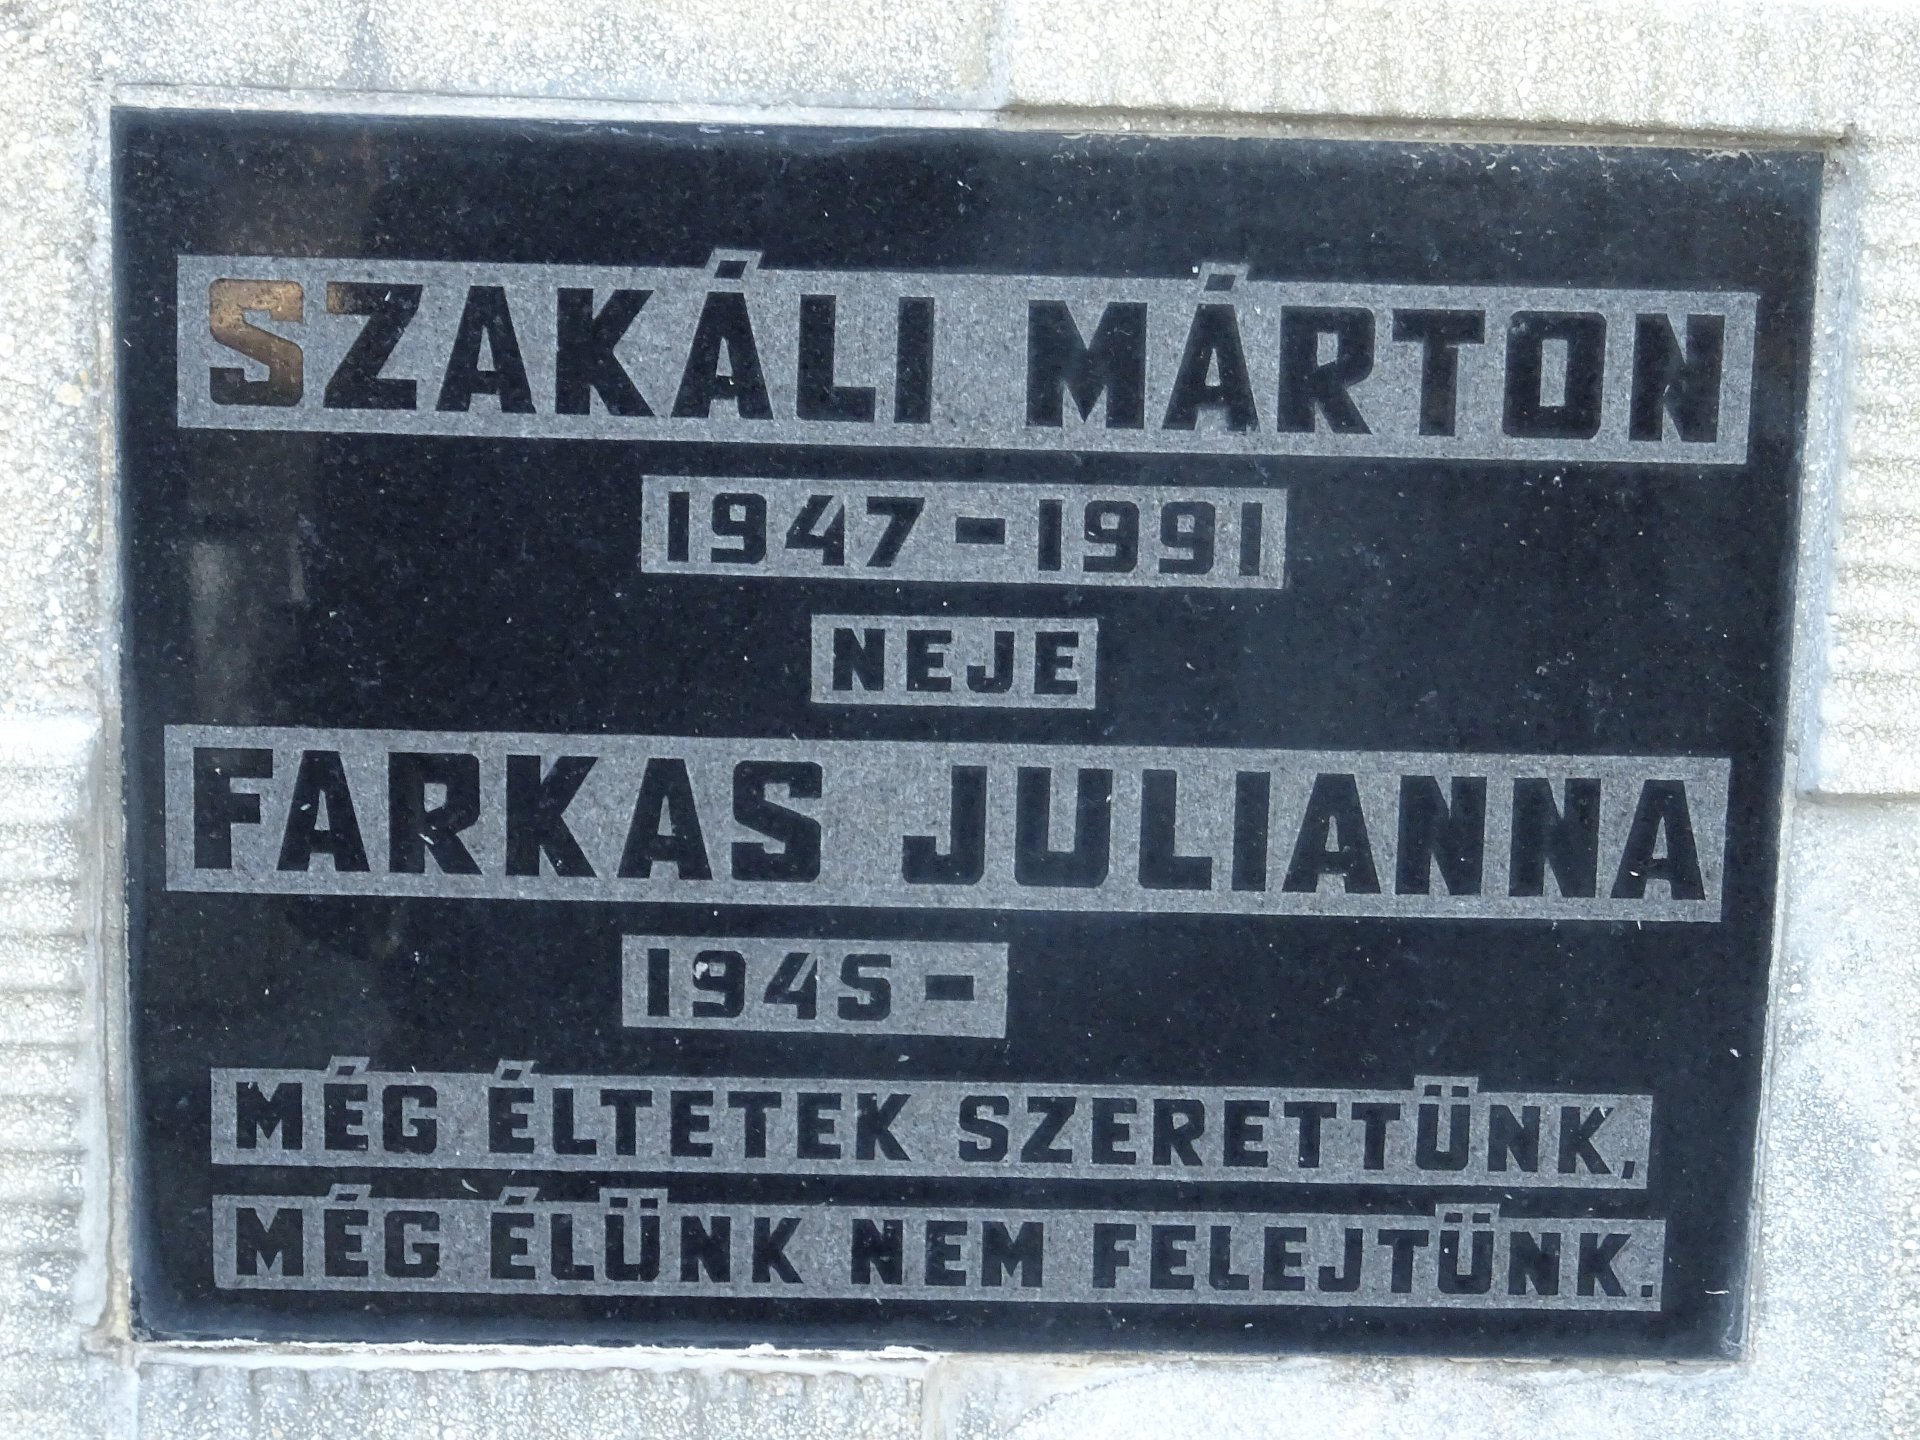 SZAKÁLI MÁRTON
1947-1991
NEJE
FARKAS JULIANNA
1945-
MÉG ÉLTETEK SZERETTÜNK,
MÉG ÉLÜNK NEM FELEJTÜNK.